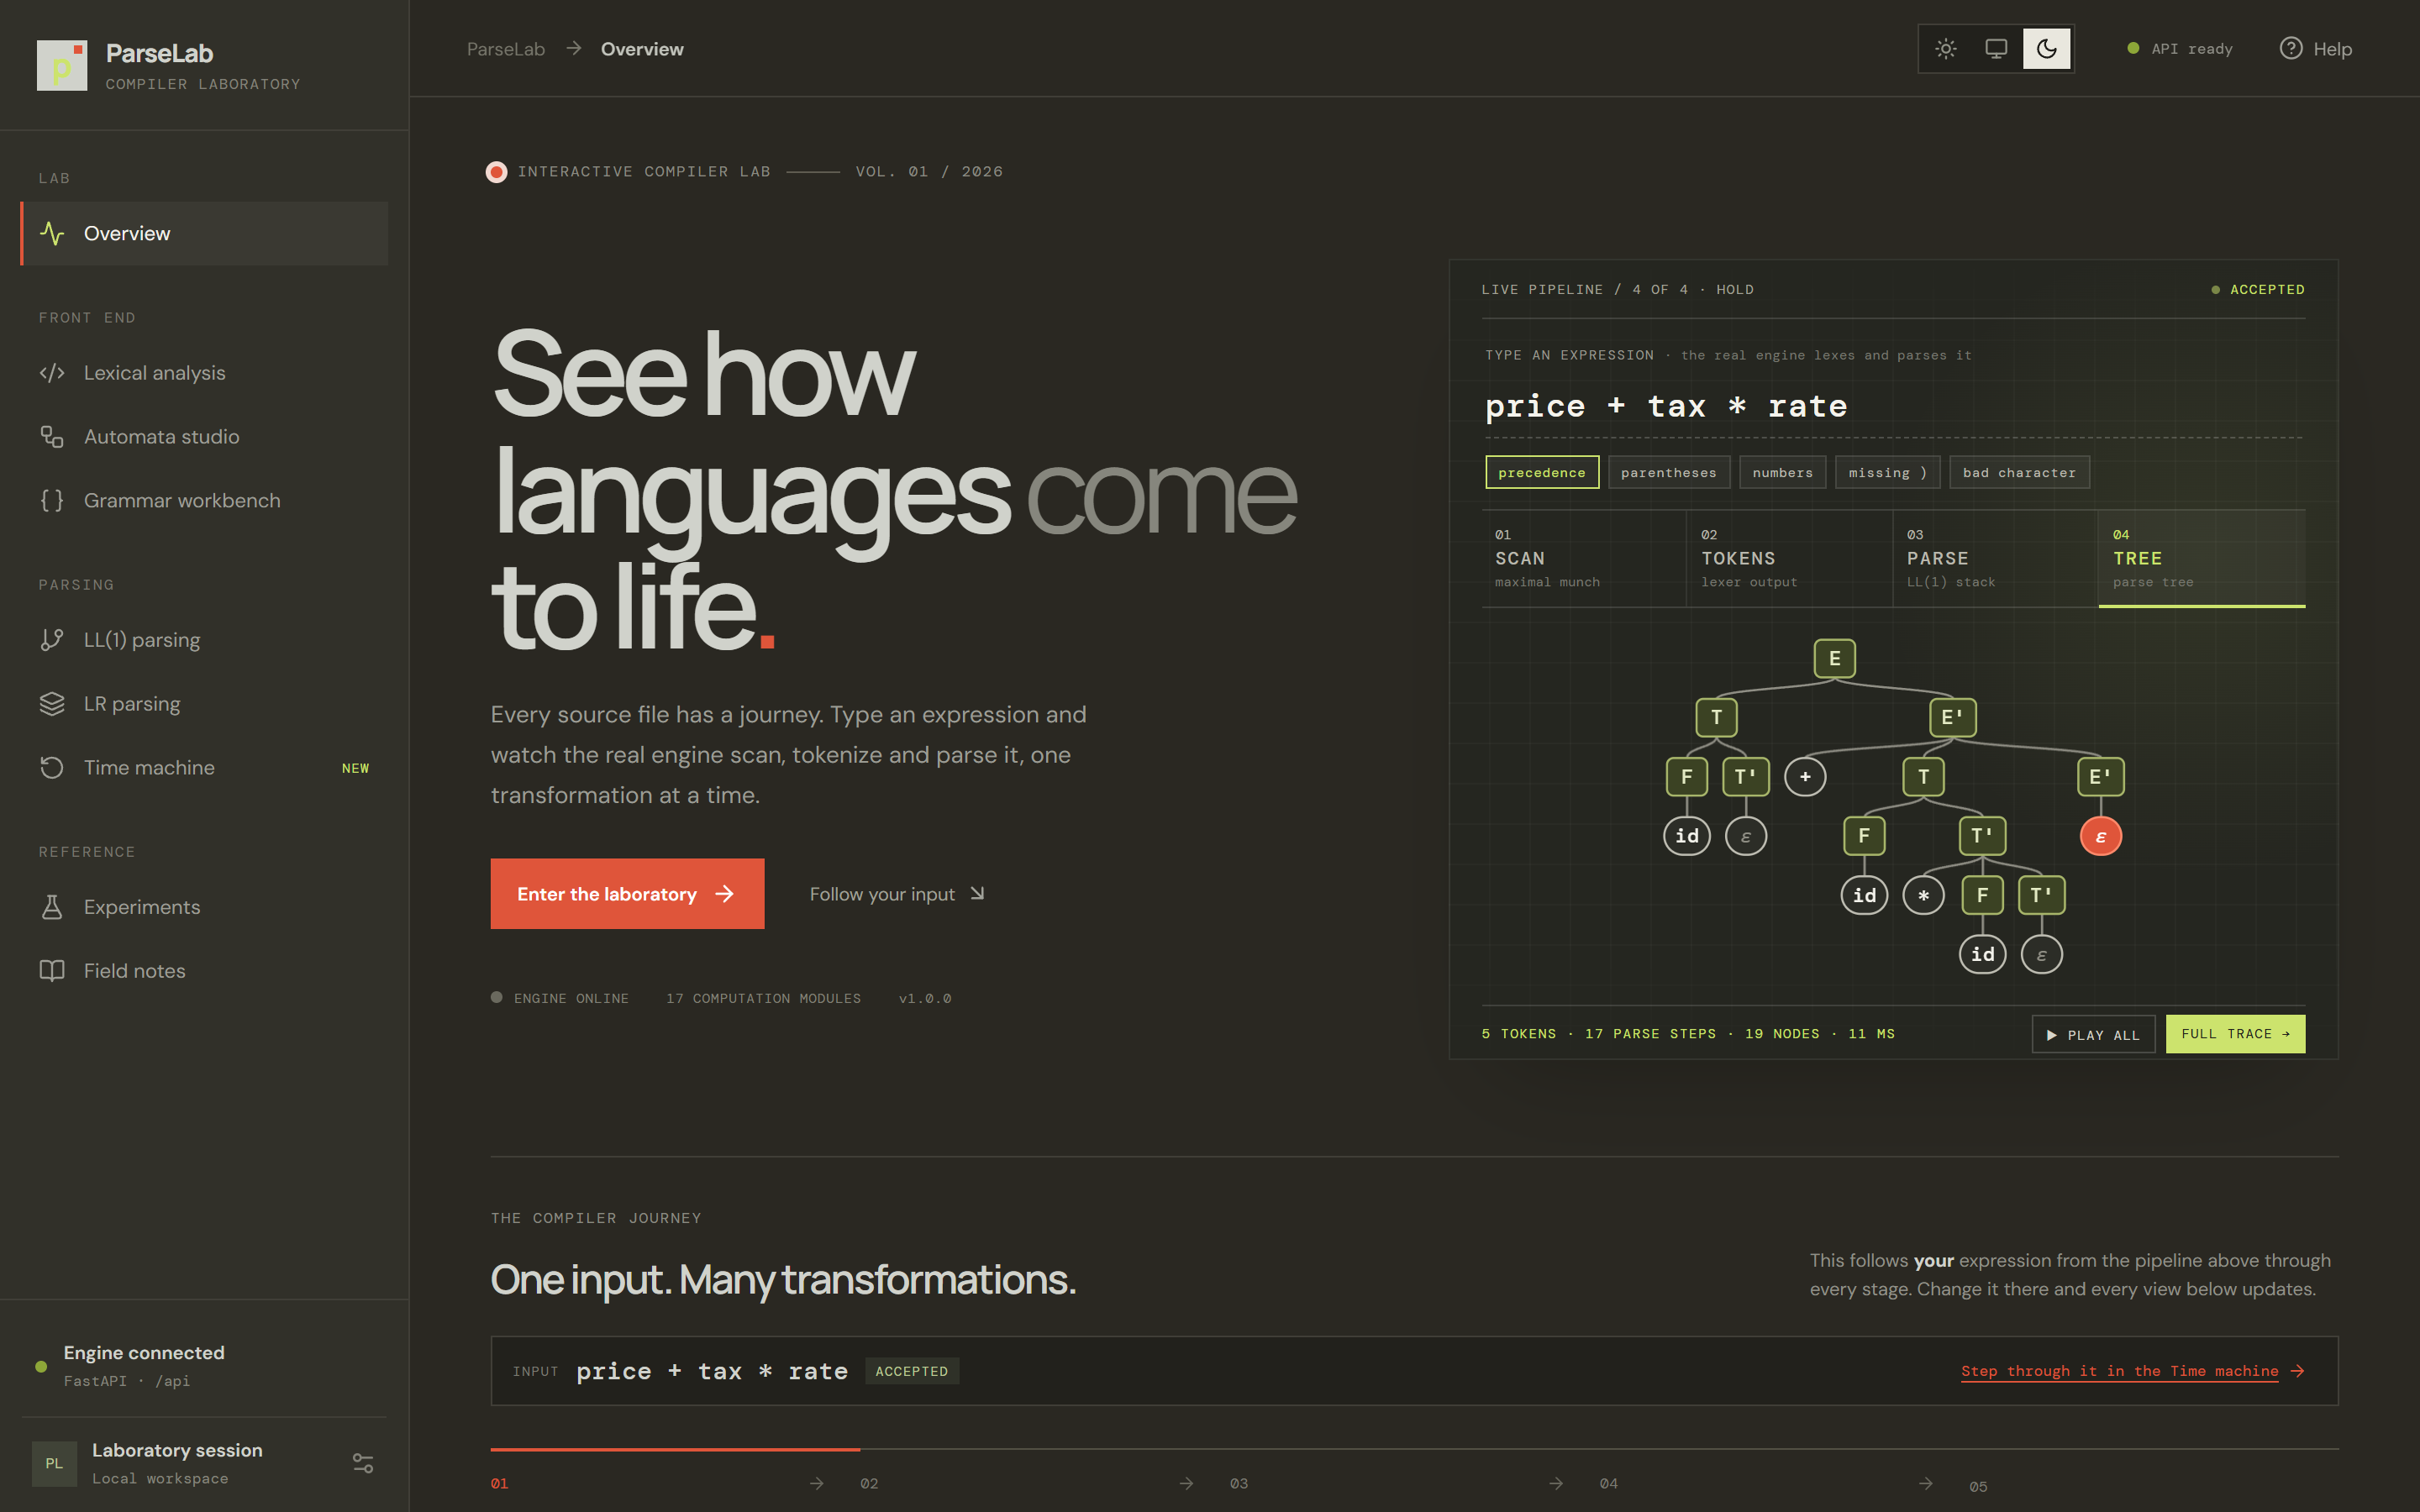 P
ParseLab
COMPILER LABORATORY
LAB
Overview
FRONT END
Lexical analysis
Automata studio
Grammar workbench
PARSING
LL(1) parsing
LR parsing
Time machine NEW
REFERENCE
Experiments
Field notes
Engine connected
FastAPI · /api
PL
Laboratory session
Local workspace
ParseLab → Overview
API ready
Help
INTERACTIVE COMPILER LAB VOL. 01 / 2026
See how
languages come
to life.
Every source file has a journey. Type an expression and
watch the real engine scan, tokenize and parse it, one
transformation at a time.
Enter the laboratory →
Follow your input ↘
ENGINE ONLINE 17 COMPUTATION MODULES v1.0.0
LIVE PIPELINE / 4 OF 4 · HOLD ACCEPTED
TYPE AN EXPRESSION · the real engine lexes and parses it
price + tax * rate
precedence parentheses numbers missing ) bad character
01 02 03 04
SCAN TOKENS PARSE TREE
maximal munch lexer output LL(1) stack parse tree
E
T E'
F T' + T E'
id ε F T' ε
id * F T'
id ε
5 TOKENS · 17 PARSE STEPS · 19 NODES · 11 MS
▶ PLAY ALL FULL TRACE →
THE COMPILER JOURNEY
One input. Many transformations.
This follows your expression from the pipeline above through
every stage. Change it there and every view below updates.
INPUT price + tax * rate ACCEPTED
Step through it in the Time machine →
01 → 02 → 03 → 04 → 05